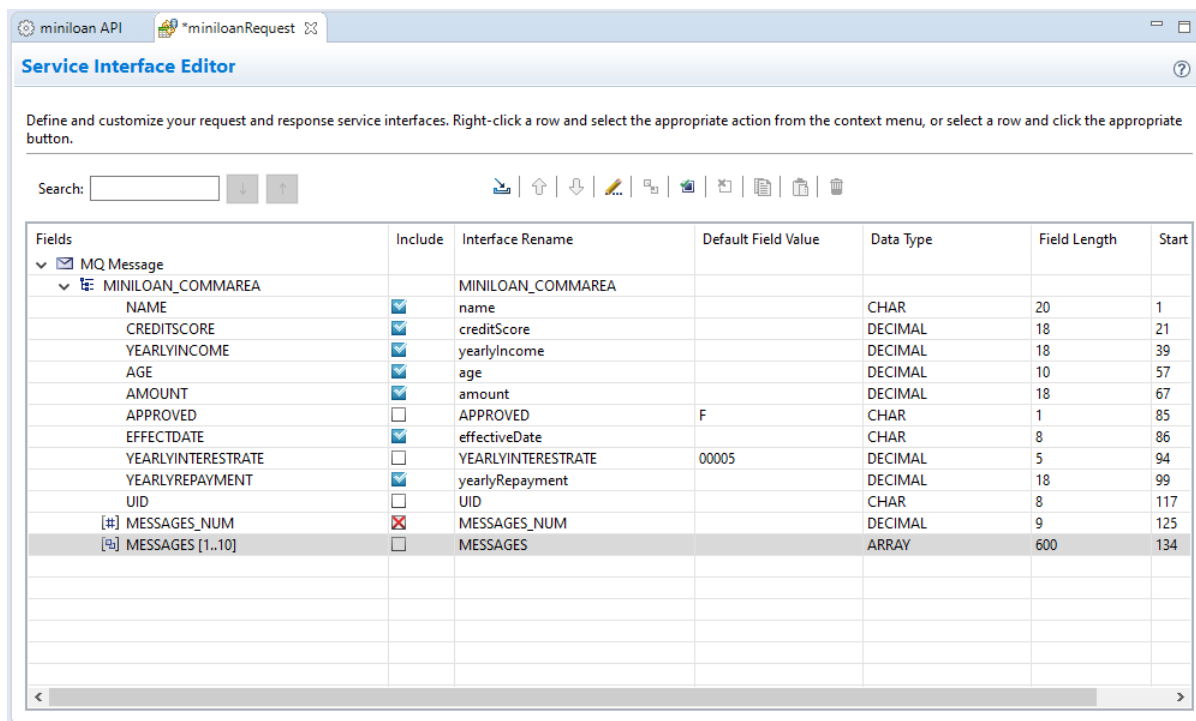 miniloan API *miniloanRequest
Service Interface Editor
Define and customize your request and response service interfaces. Right-click a row and select the appropriate action from the context menu, or select a row and click the appropriate
button.
Search:
Fields Include Interface Rename Default Field Value Data Type Field Length Start
MQ Message
MINILOAN_COMMAREA MINILOAN_COMMAREA
NAME name CHAR 20 1
CREDITSCORE creditScore DECIMAL 18 21
YEARLYINCOME yearlyIncome DECIMAL 18 39
AGE age DECIMAL 10 57
AMOUNT amount DECIMAL 18 67
APPROVED APPROVED F CHAR 1 85
EFFECTDATE effectiveDate CHAR 8 86
YEARLYINTERESTRATE YEARLYINTERESTRATE 00005 DECIMAL 5 94
YEARLYREPAYMENT yearlyRepayment DECIMAL 18 99
UID UID CHAR 8 117
[#] MESSAGES_NUM MESSAGES_NUM DECIMAL 9 125
MESSAGES [1..10] MESSAGES ARRAY 600 134